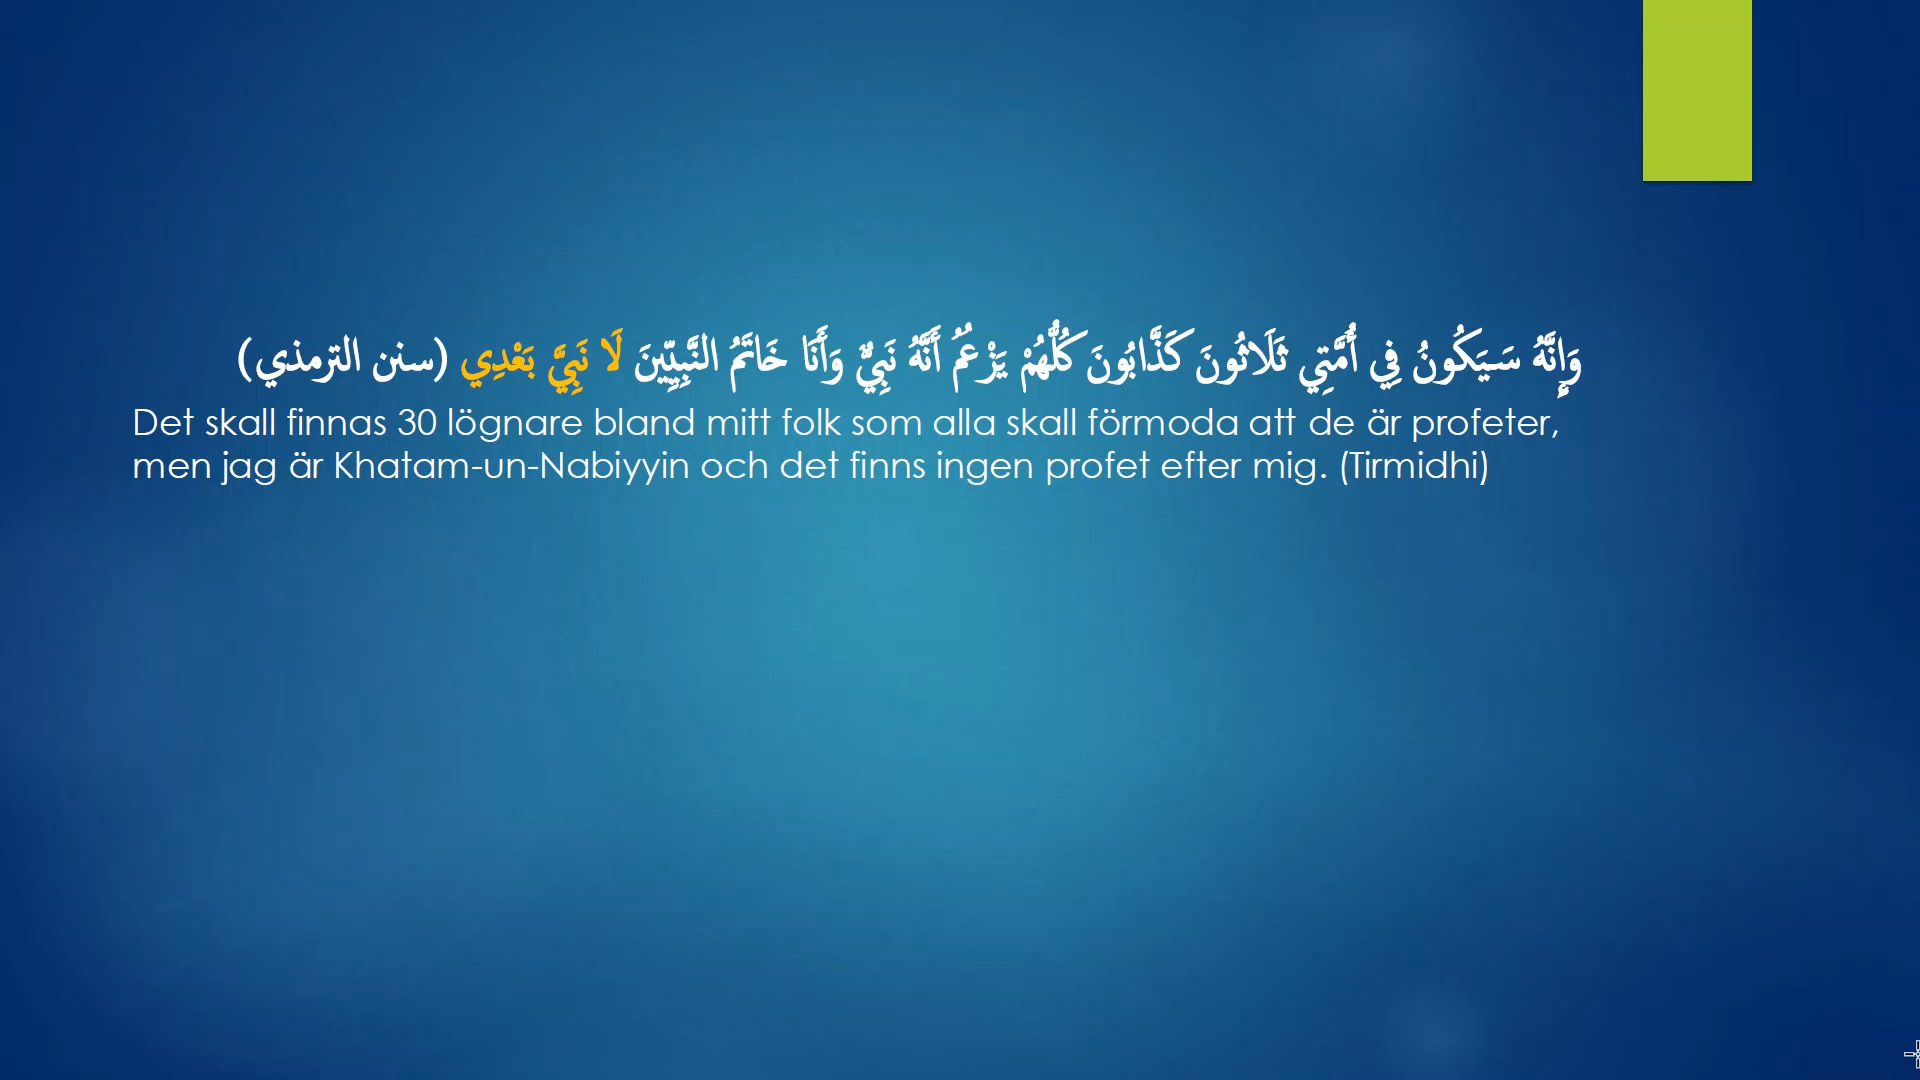 وَإِنَّهُ سَيَكُونُ فِي أُمَّتِي ثَلَاثُونَ كَذَّابُونَ كُلُّهُمْ يَزْعُمُ أَنَّهُ نَبِيٌّ وَأَنَا خَاتَمُ النَّبِيِّينَ لَا نَبِيَّ بَعْدِي (سنن الترمذي)
Det skall finnas 30 lögnare bland mitt folk som alla skall förmoda att de är profeter,
men jag är Khatam-un-Nabiyyin och det finns ingen profet efter mig. (Tirmidhi)